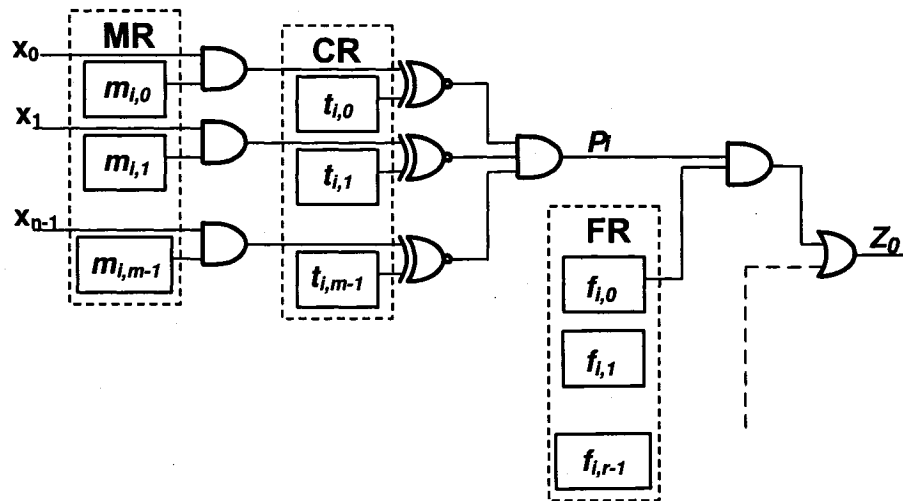 MR
CR
x0
mi,0
ti,0
x1
mi,1
ti,1
Pi
xn-1
mi,m-1
ti,m-1
FR
fi,0
Z0
fi,1
fi,r-1